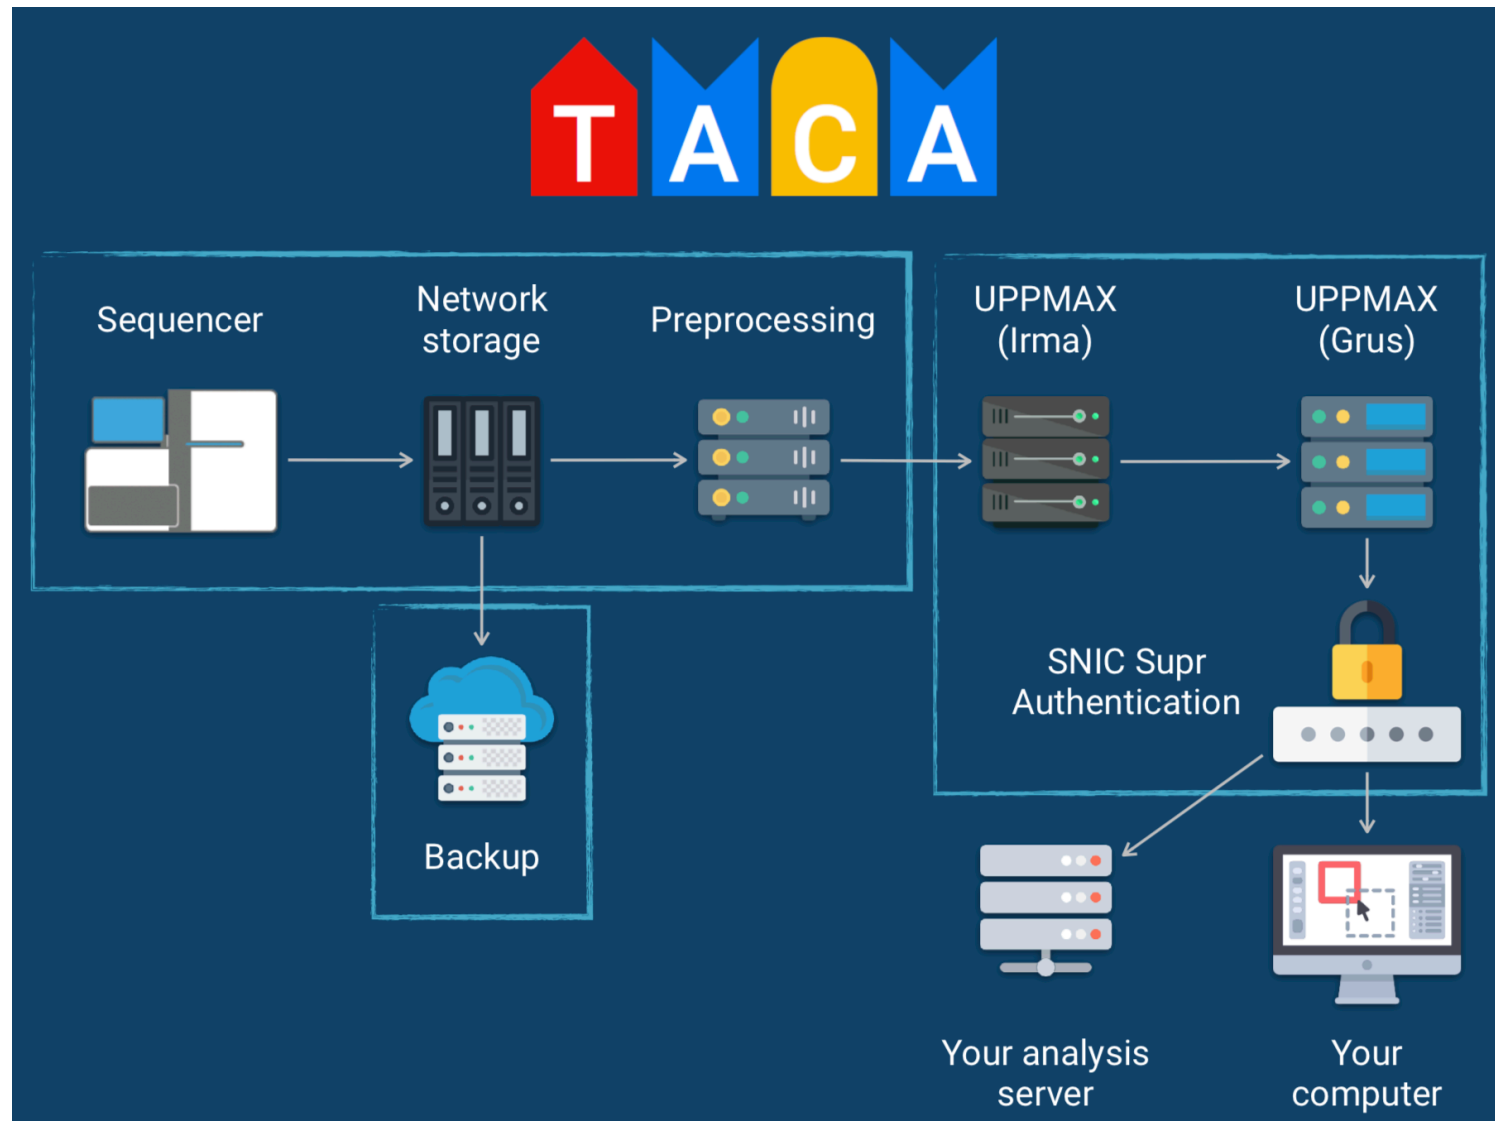 TACA
Sequencer
Network
storage
Preprocessing
UPPMAX
(Irma)
UPPMAX
(Grus)
SNIC Supr
Authentication
Backup
Your analysis
server
Your
computer